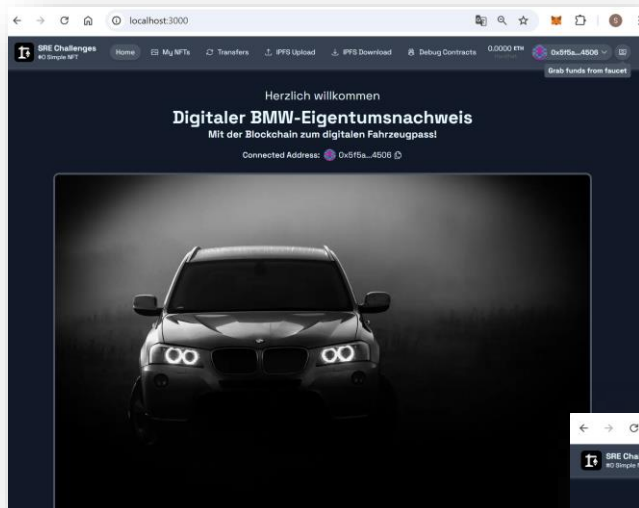 localhost:3000
SRE Challenges
#0 Simple NFT
Home My NFTs Transfers IPFS Upload IPFS Download Debug Contracts 0.0000 ETH 0x5f5a...4506
Grab funds from faucet
Herzlich willkommen
Digitaler BMW-Eigentumsnachweis
Mit der Blockchain zum digitalen Fahrzeugpass!
Connected Address: 0x5f5a...4506
SRE Cha
#0 Simple N